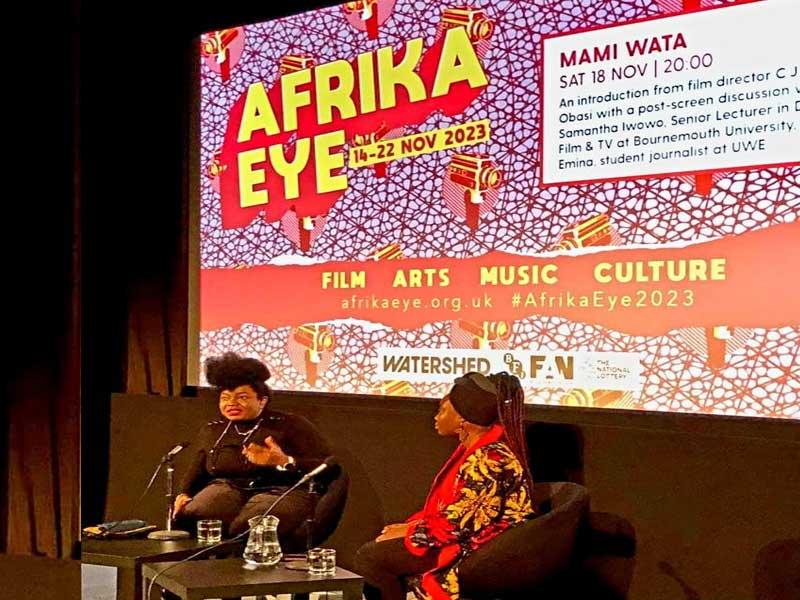 AFRIKA
EYE
14-22 NOV 2023
MAMI WATA
SAT 18 NOV | 20:00
An introduction from film director C J
Obasi with a post-screen discussion
Samantha Iwowo, Senior Lecturer in
Film & TV at Bournemouth University.
Emina, student journalist at UWE
FILM ARTS MUSIC CULTURE
afrikaeye.org.uk #AfrikaEye2023
WATERSHED BFI FAN THE
NATIONAL
LOTTERY